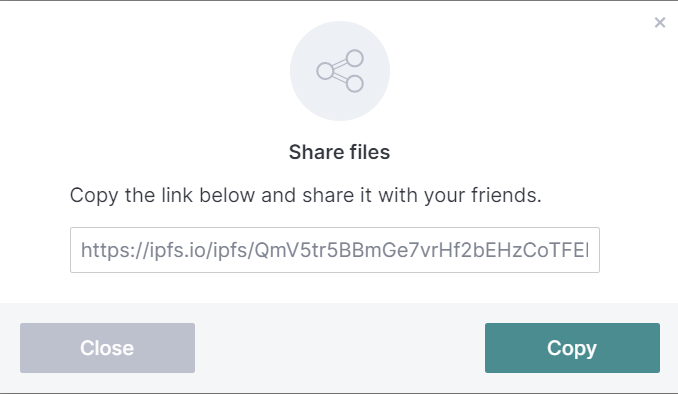 Share files
Copy the link below and share it with your friends.
https://ipfs.io/ipfs/QmV5tr5BBmGe7vrHf2bEHzCoTFE
Close
Copy